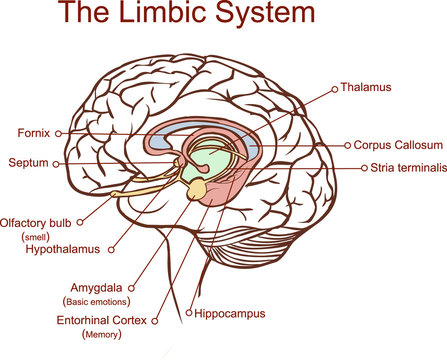 The Limbic System
Thalamus
Fornix
Corpus Callosum
Septum
Stria terminalis
Olfactory bulb
(smell)
Hypothalamus
Amygdala
(Basic emotions)
Entorhinal Cortex
(Memory)
Hippocampus